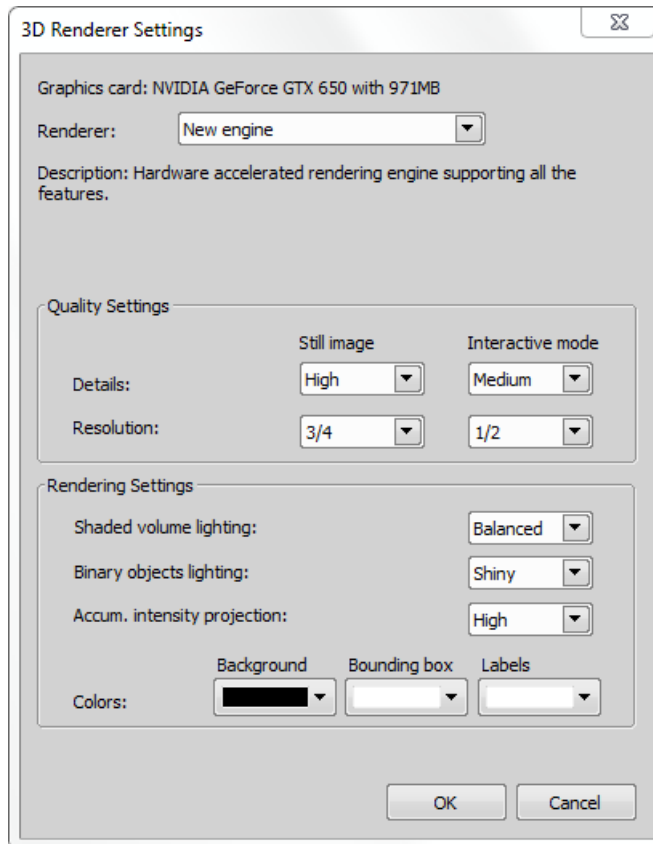 3D Renderer Settings
Graphics card: NVIDIA GeForce GTX 650 with 971MB
Renderer: New engine
Description: Hardware accelerated rendering engine supporting all the
features.
Quality Settings
Still image Interactive mode
Details: High Medium
Resolution: 3/4 1/2
Rendering Settings
Shaded volume lighting: Balanced
Binary objects lighting: Shiny
Accum. intensity projection: High
Background Bounding box Labels
Colors:
OK Cancel